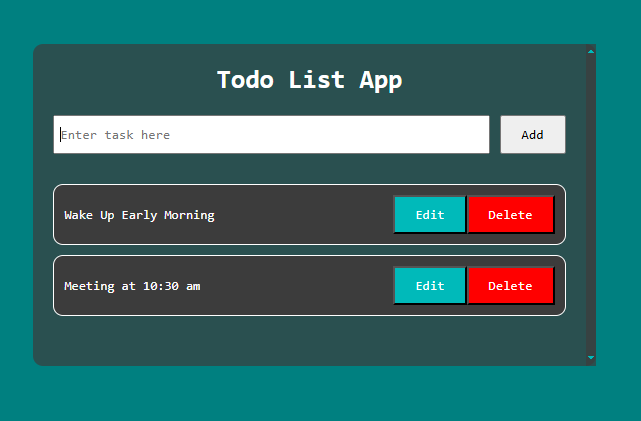 Todo List App
Enter task here
Add
Wake Up Early Morning
Edit
Delete
Meeting at 10:30 am
Edit
Delete